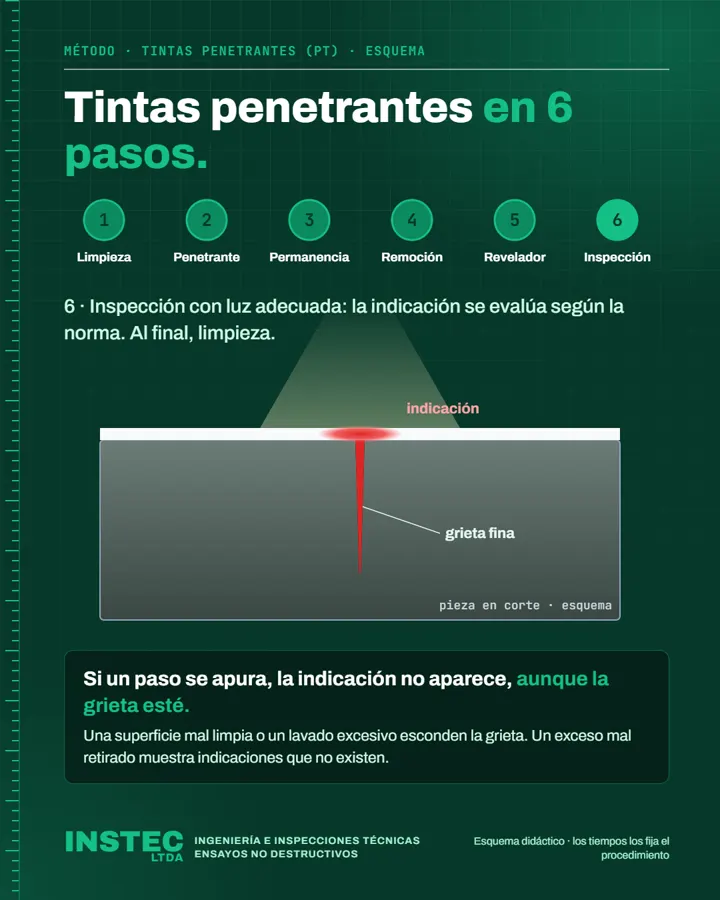 MÉTODO · TINTAS PENETRANTES (PT) · ESQUEMA
Tintas penetrantes en 6
pasos.
1 2 3 4 5 6
Limpieza Penetrante Permanencia Remoción Revelador Inspección
6 · Inspección con luz adecuada: la indicación se evalúa según la
norma. Al final, limpieza.
indicación
grieta fina
pieza en corte · esquema
Si un paso se apura, la indicación no aparece, aunque la
grieta esté.
Una superficie mal limpia o un lavado excesivo esconden la grieta. Un exceso mal
retirado muestra indicaciones que no existen.
INSTEC
LTDA
INGENIERÍA E INSPECCIONES TÉCNICAS
ENSAYOS NO DESTRUCTIVOS
Esquema didáctico · los tiempos los fija el
procedimiento